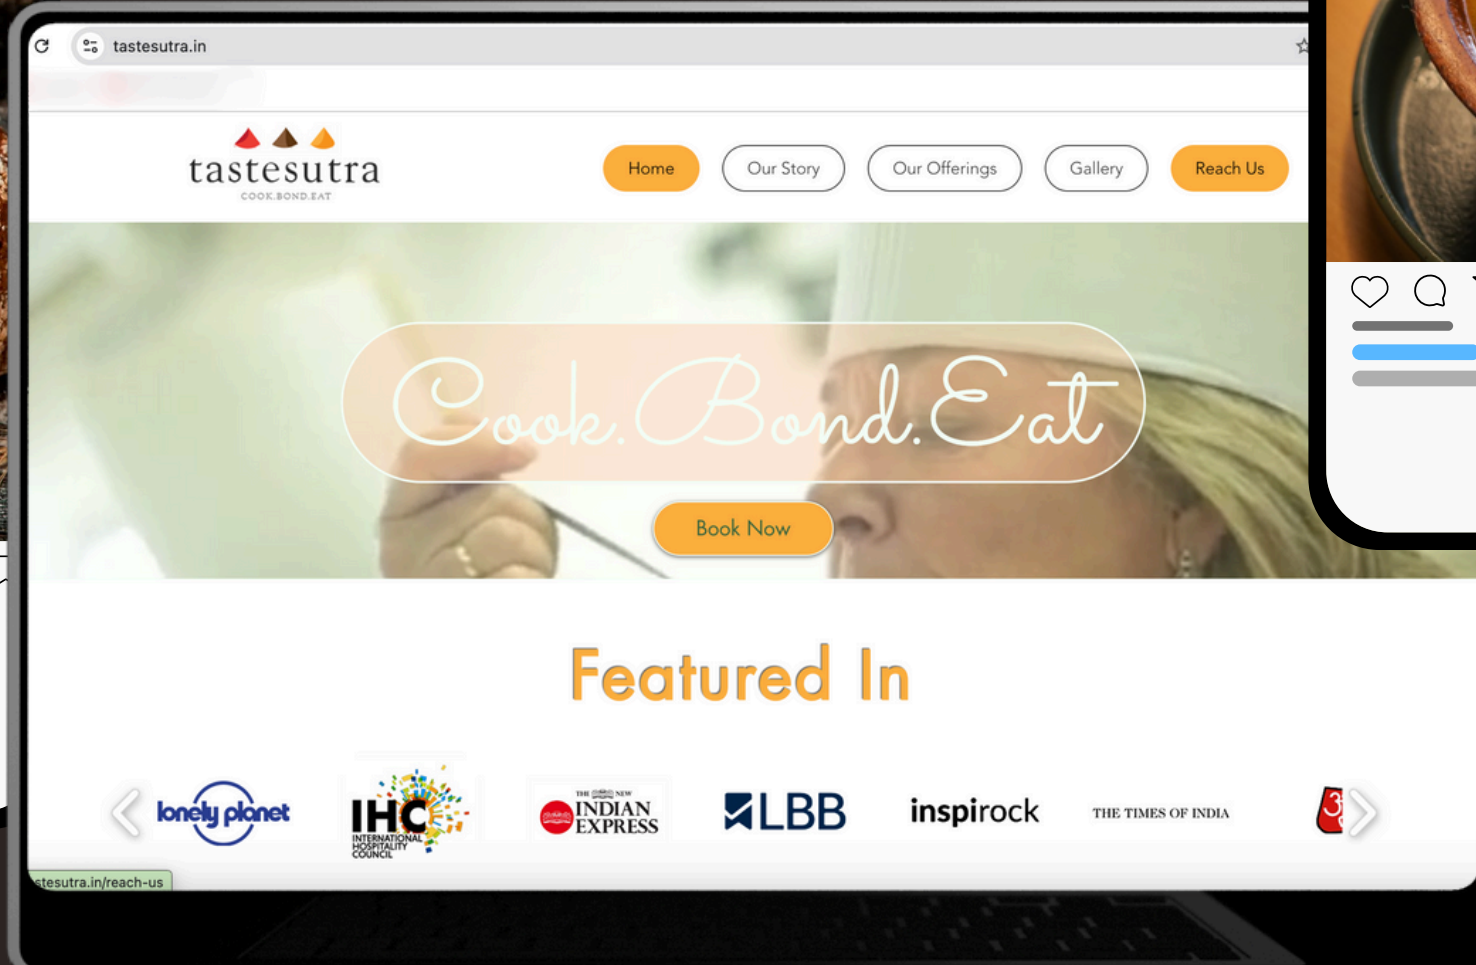 tastesutra.in
tastesutra
COOK.BOND.EAT
Home
Our Story
Our Offerings
Gallery
Reach Us
Cook.Bond.Eat
Book Now
Featured In
lonely planet
IHC
INTERNATIONAL
HOSPITALITY
COUNCIL
THE NEW
INDIAN
EXPRESS
LBB
inspirock
THE TIMES OF INDIA
3
stesutra.in/reach-us